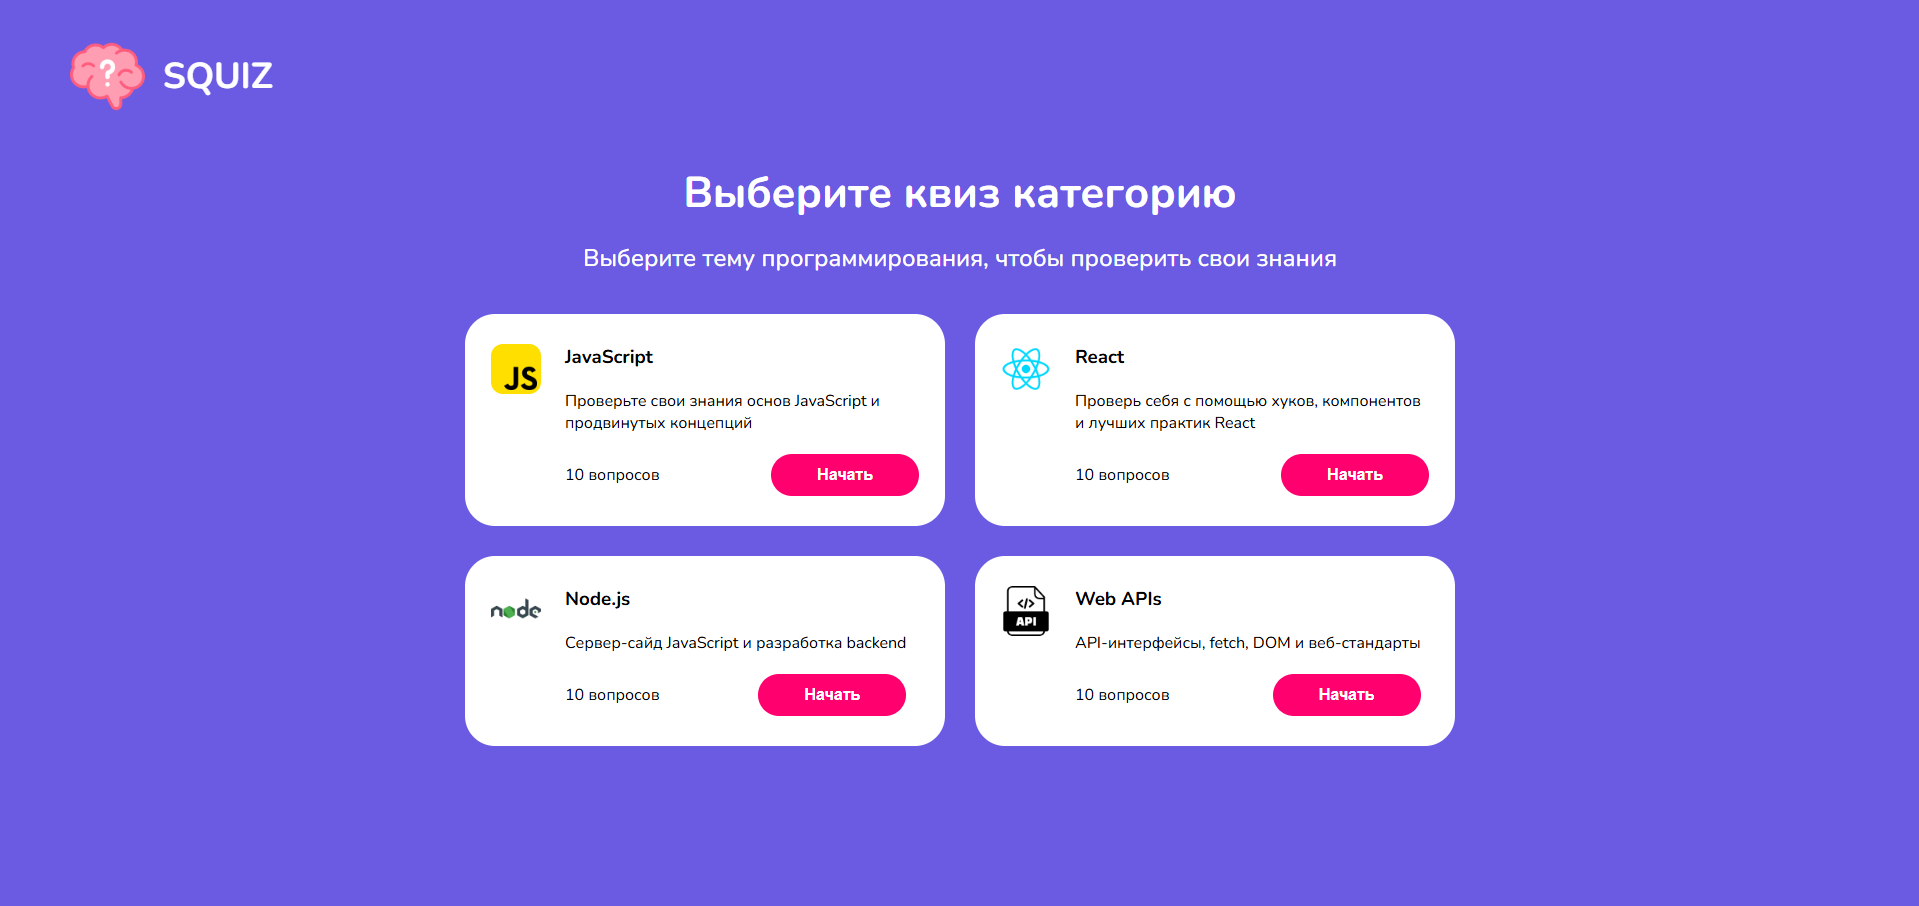 ?
SQUIZ
Выберите квиз категорию
Выберите тему программирования, чтобы проверить свои знания
JS
JavaScript
Проверьте свои знания основ JavaScript и
продвинутых концепций
10 вопросов
Начать
React
Проверь себя с помощью хуков, компонентов
и лучших практик React
10 вопросов
Начать
node
Node.js
Сервер-сайд JavaScript и разработка backend
10 вопросов
Начать
</>
API
Web APIs
API-интерфейсы, fetch, DOM и веб-стандарты
10 вопросов
Начать